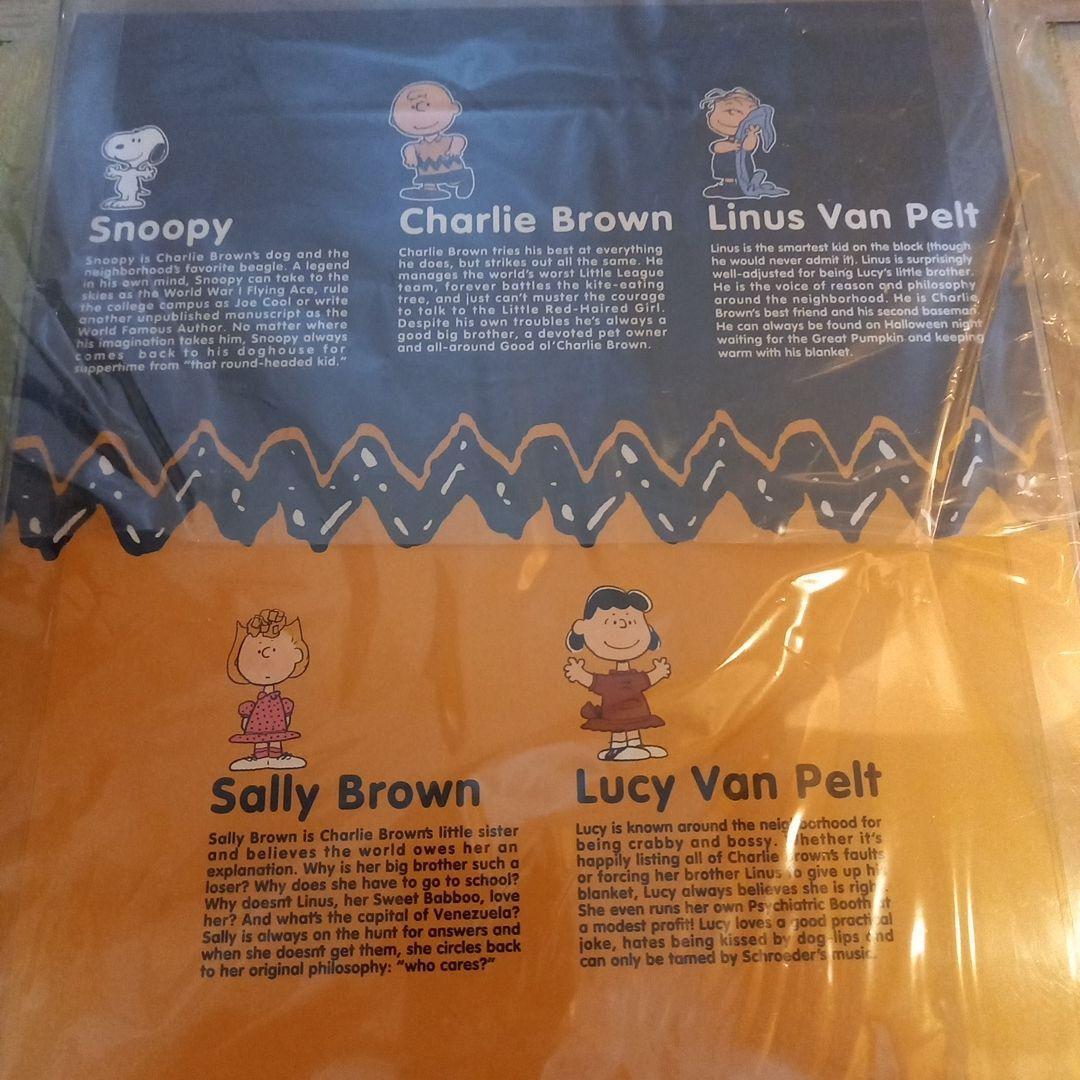 Snoopy
Snoopy is Charlie Brown's dog and the
neighborhood's favorite beagle. A legend
in his own mind, Snoopy can take to the
skies as the World War I Flying Ace, rule
the college campus as Joe Cool or write
another unpublished manuscript as the
World Famous Author. No matter where
his imagination takes him, Snoopy always
comes back to his doghouse for
suppertime from "that round-headed kid."
Charlie Brown
Charlie Brown tries his best at everything
he does, but strikes out all the same. He
manages the world's worst Little League
team, forever battles the kite-eating
tree, and just can't muster the courage
to talk to the Little Red-Haired Girl.
Despite his own troubles he's always a
good big brother, a devoted pet owner
and all-around Good ol'Charlie Brown.
Linus Van Pelt
Linus is the smartest kid on the block (though
he would never admit it). Linus is surprisingly
well-adjusted for being Lucy's little brother.
He is the voice of reason and philosophy
around the neighborhood. He is Charlie
Brown's best friend and his second baseman.
He can always be found on Halloween night
waiting for the Great Pumpkin and keeping
warm with his blanket.
Sally Brown
Sally Brown is Charlie Brown's little sister
and believes the world owes her an
explanation. Why is her big brother such a
loser? Why does she have to go to school?
Why doesn't Linus, her Sweet Babboo, love
her? And what's the capital of Venezuela?
Sally is always on the hunt for answers and
when she doesn't get them, she circles back
to her original philosophy: "who cares?"
Lucy Van Pelt
Lucy is known around the neighborhood for
being crabby and bossy. Whether it's
happily listing all of Charlie Brown's faults
or forcing her brother Linus to give up his
blanket, Lucy always believes she is right.
She even runs her own Psychiatric Booth at
a modest profit! Lucy loves a good practical
joke, hates being kissed by dog-lips and
can only be tamed by Schroeder's music.